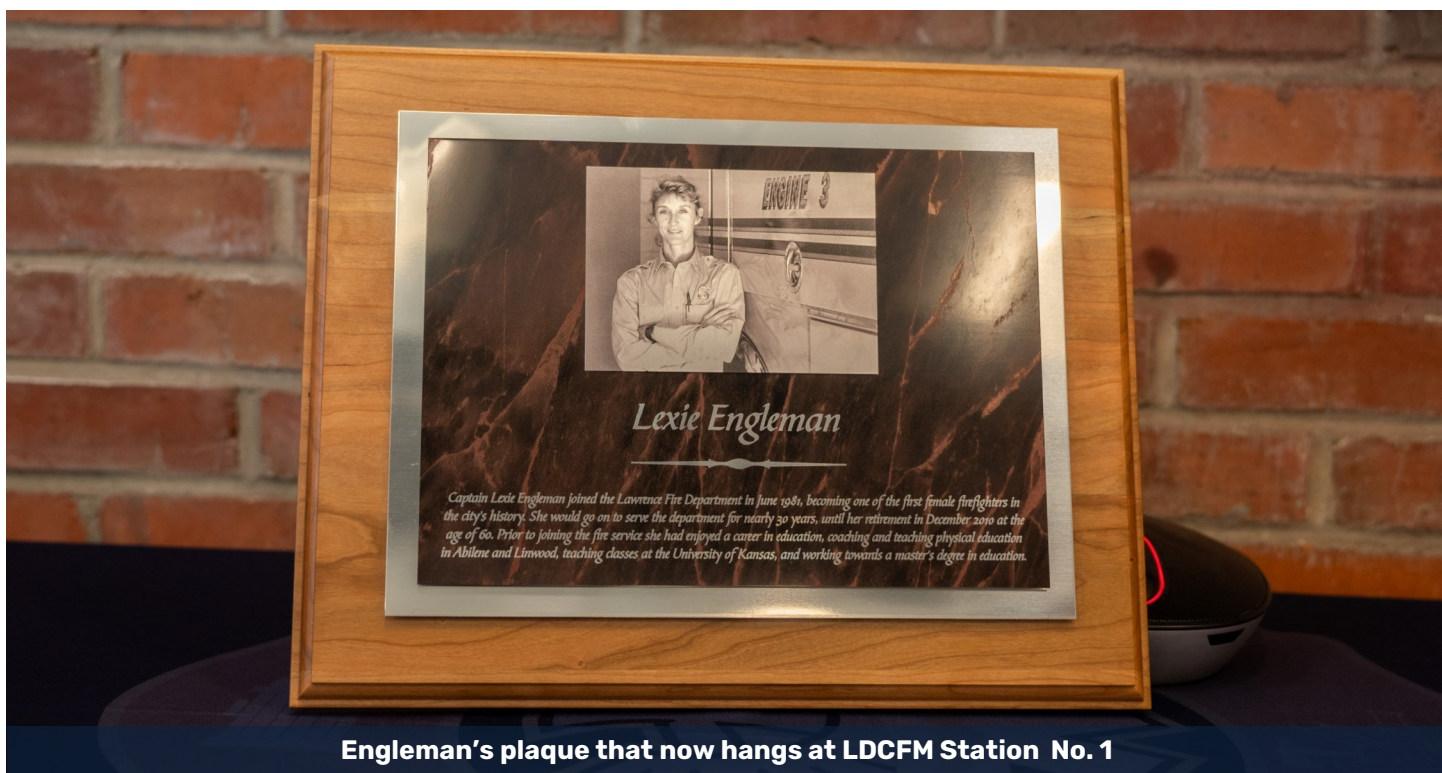 ENGINE 3
Lexie Engleman
Captain Lexie Engleman joined the Lawrence Fire Department in June 1981, becoming one of the first female firefighters in
the city's history. She would go on to serve the department for nearly 30 years, until her retirement in December 2010 at the
age of 60. Prior to joining the fire service she had enjoyed a career in education, coaching and teaching physical education
in Abilene and Linwood, teaching classes at the University of Kansas, and working towards a master's degree in education.
Engleman’s plaque that now hangs at LDCFM Station No. 1